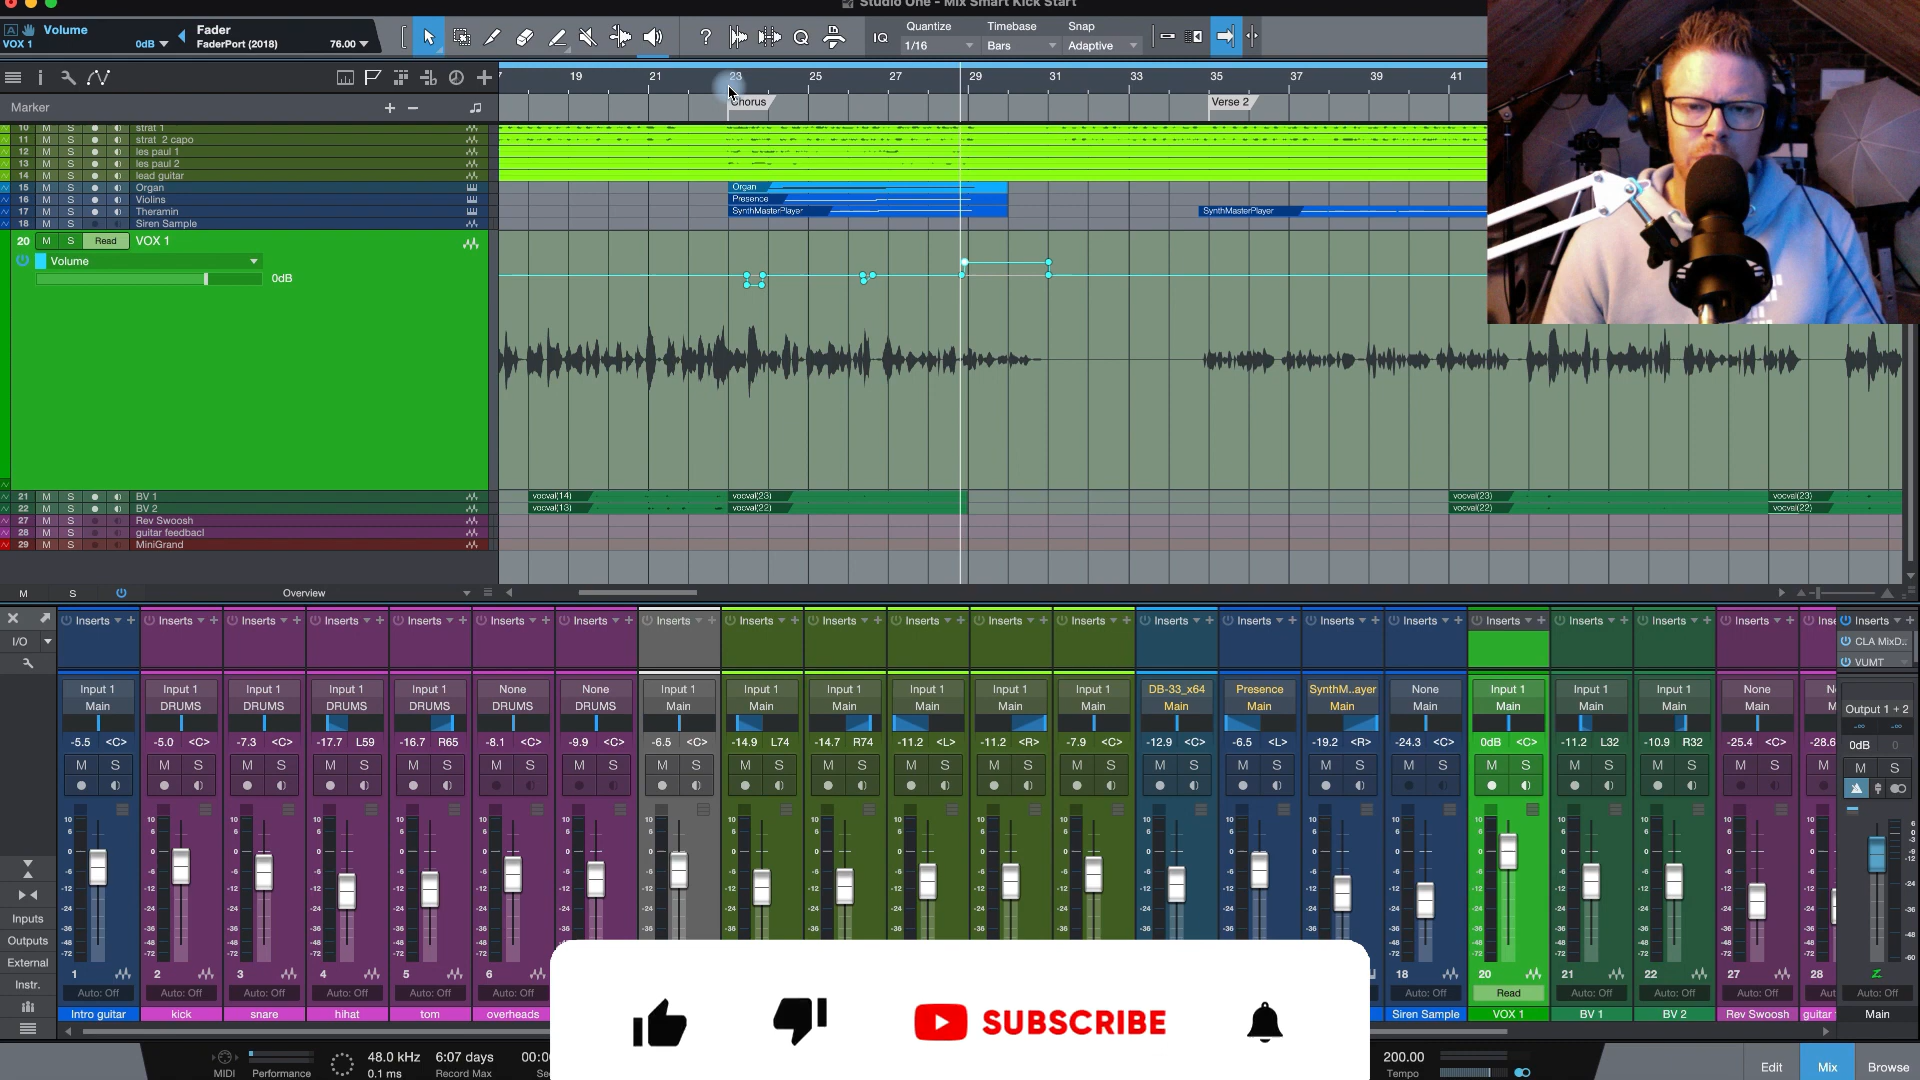 Studio One - Mix Smart Kick Start
Volume
VOX 1
0dB
Fader
FaderPort (2018)
76.00
Quantize
1/16
Timebase
Bars
Snap
Adaptive
IQ
19 21 23 25 27 29 31 33 35 37 39 41
Marker
Chorus
Verse 2
10 M S strat 1
11 M S strat 2 capo
12 M S les paul 1
13 M S les paul 2
14 M S lead guitar
15 M S Organ
16 M S Violins
17 M S Theramin
18 M S Siren Sample
Organ
Presence
SynthMasterPlayer
SynthMasterPlayer
20 M S Read VOX 1
Volume
0dB
21 M S BV 1
22 M S BV 2
27 M S Rev Swoosh
28 M S guitar feedbacl
29 M S MiniGrand
vocval(14) vocval(23) vocval(23) vocval(23)
vocval(13) vocval(22) vocval(22) vocval(22)
M S Overview
Inserts Inserts Inserts Inserts Inserts Inserts Inserts Inserts Inserts Inserts Inserts Inserts Inserts Inserts Inserts Inserts Inserts Inserts Inserts Inserts Inserts Inse Inserts
I/O
CLA MixD..
VUMT
Input 1 Input 1 Input 1 Input 1 Input 1 None None Input 1 Input 1 Input 1 Input 1 Input 1 Input 1 DB-33_x64 Presence SynthM..ayer None Input 1 Input 1 Input 1 None
Main DRUMS DRUMS DRUMS DRUMS DRUMS DRUMS Main Main Main Main Main Main Main Main Main Main Main Main Main Main Output 1 + 2
-5.5 <C> -5.0 <C> -7.3 <C> -17.7 L59 -16.7 R65 -8.1 <C> -9.9 <C> -6.5 <C> -14.9 L74 -14.7 R74 -11.2 <L> -11.2 <R> -7.9 <C> -12.9 <C> -6.5 <L> -19.2 <R> -24.3 <C> 0dB <C> -11.2 L32 -10.9 R32 -25.4 <C> -28.6 0dB
Inputs
Outputs
External
Instr.
1 2 3 4 5 6 18 20 21 22 27 28
Auto: Off Auto: Off Auto: Off Auto: Off Auto: Off Auto: Off Auto: Off Read Auto: Off Auto: Off Auto: Off Aut Auto: Off
Intro guitar kick snare hihat tom overheads Siren Sample VOX 1 BV 1 BV 2 Rev Swoosh guitar Main
SUBSCRIBE
MIDI
Performance
48.0 kHz
0.1 ms
6:07 days
Record Max
200.00
Tempo
Edit
Mix
Browse